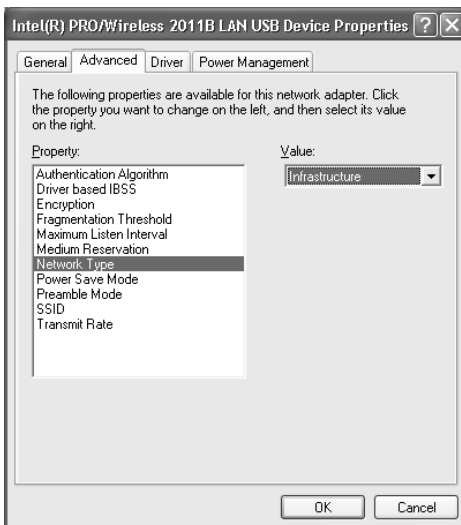 Intel(R) PRO/Wireless 2011B LAN USB Device Properties
General Advanced Driver Power Management
The following properties are available for this network adapter. Click
the property you want to change on the left, and then select its value
on the right.
Property:
Value:
Authentication Algorithm
Driver based IBSS
Encryption
Fragmentation Threshold
Maximum Listen Interval
Medium Reservation
Network Type
Power Save Mode
Preamble Mode
SSID
Transmit Rate
Infrastructure
OK Cancel